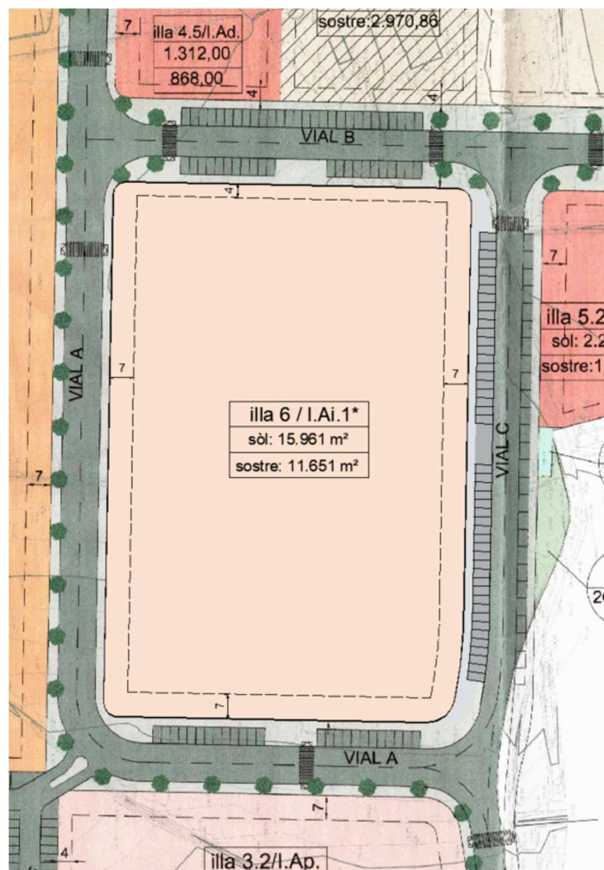 7
illa 4.5/I.Ad.
1.312,00
868,00
sostre:2.970,86
4
4
VIAL B
4
7
illa 5.2
sòl: 2.2
sostre:1
VIAL A
7
7
illa 6 / I.Ai.1*
sòl: 15.961 m²
sostre: 11.651 m²
VIAL C
7
7
VIAL A
7
4
illa 3.2/I.Ap.